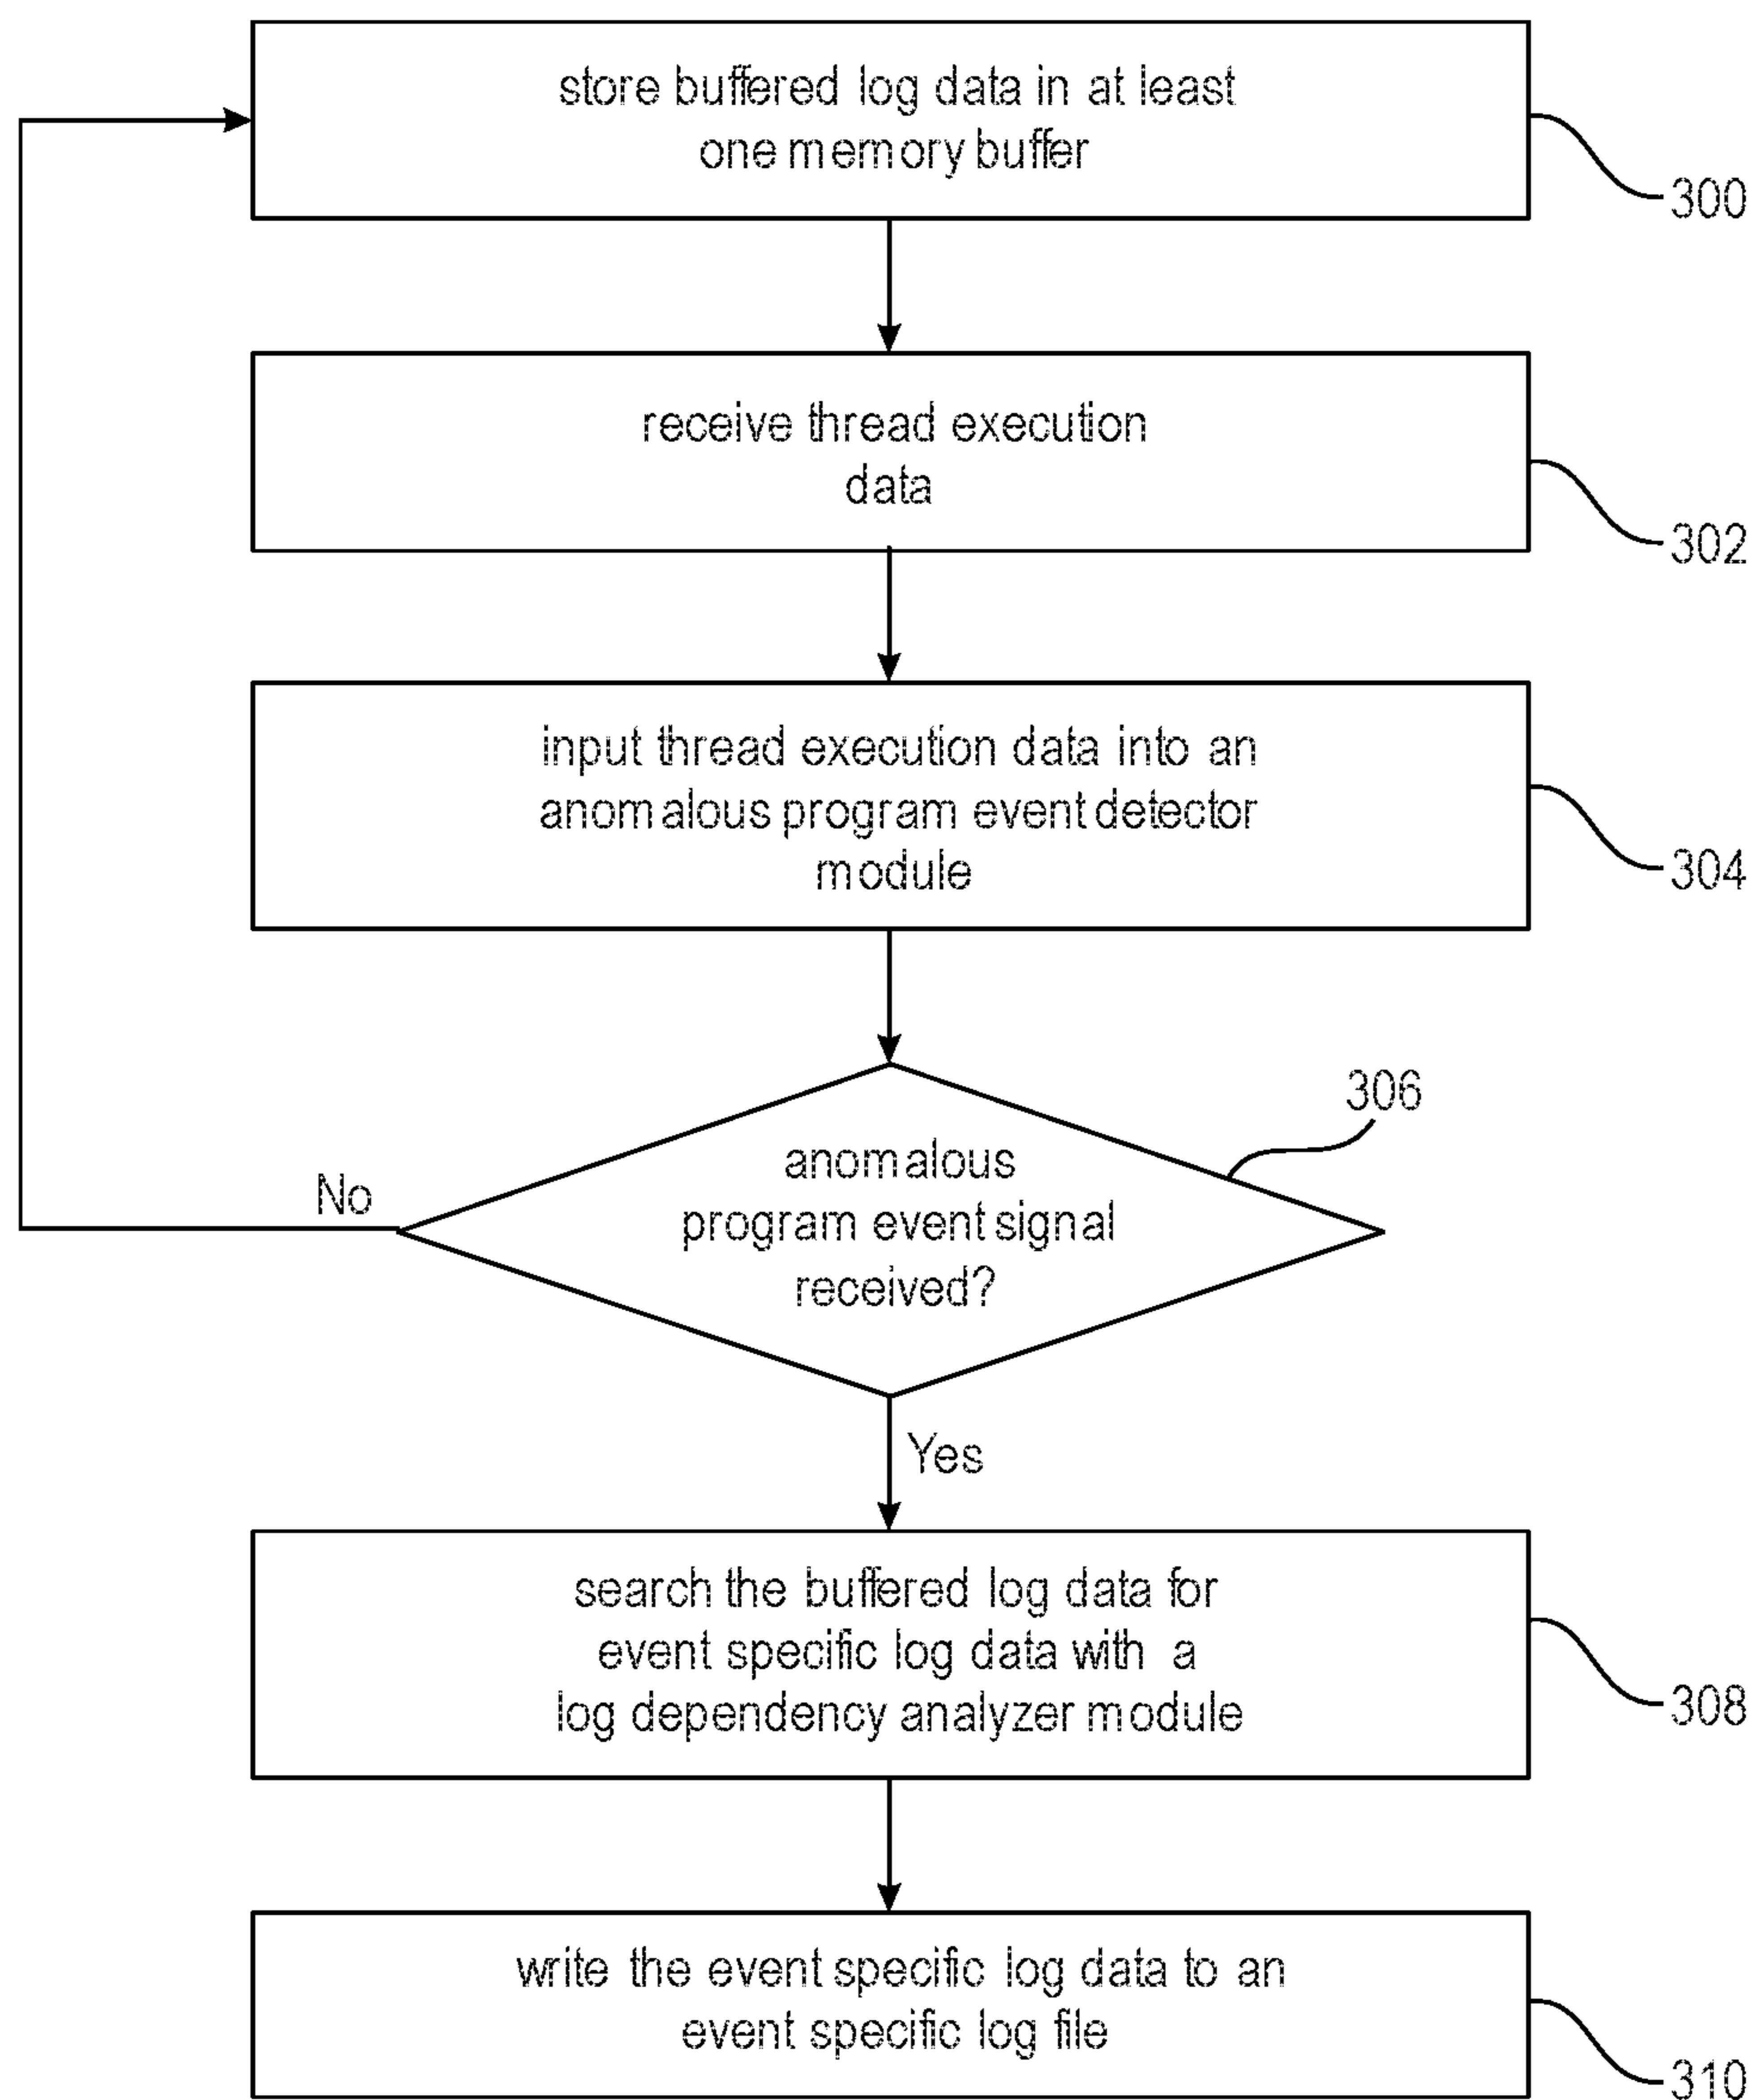 store buffered log data in at least
one memory buffer
300
receive thread execution
data
302
input thread execution data into an
anomalous program event detector
module
304
306
anomalous
program event signal
received?
No
Yes
search the buffered log data for
event specific log data with a
log dependency analyzer module
308
write the event specific log data to an
event specific log file
310